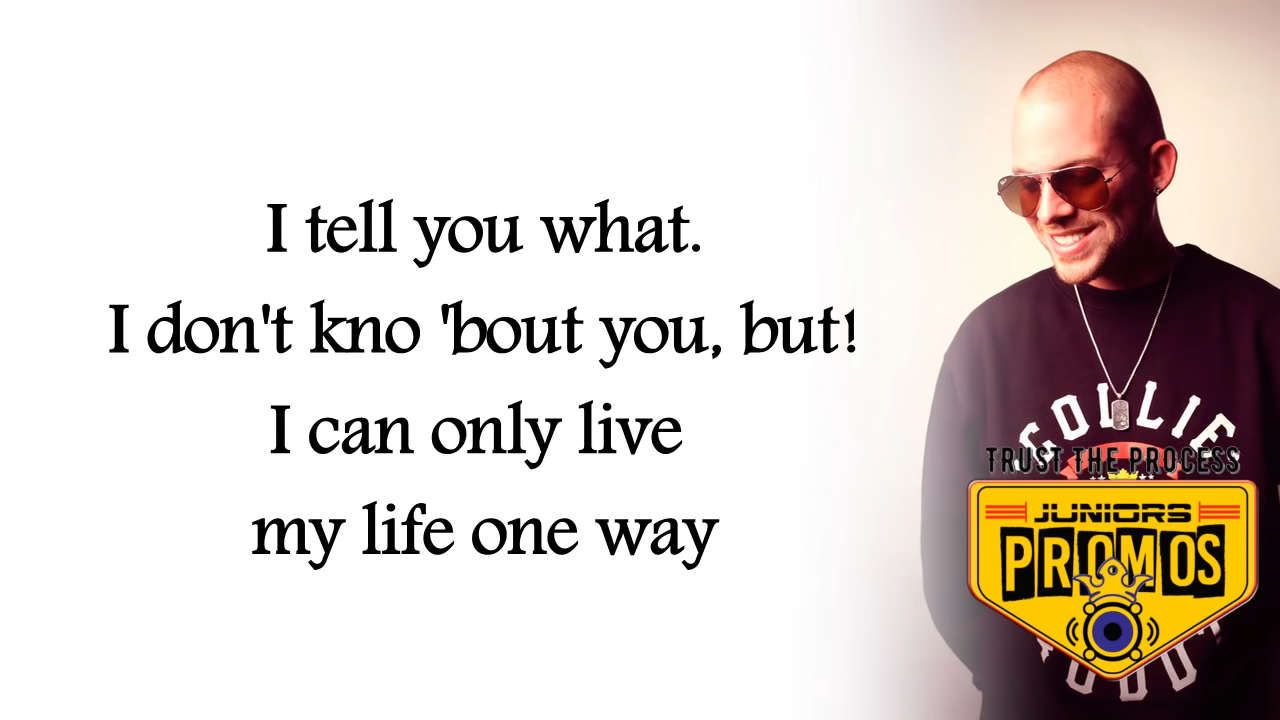 I tell you what.
I don't kno 'bout you, but!
I can only live
my life one way
COLLIE
TRUST THE PROCESS
JUNIORS
PROMOS